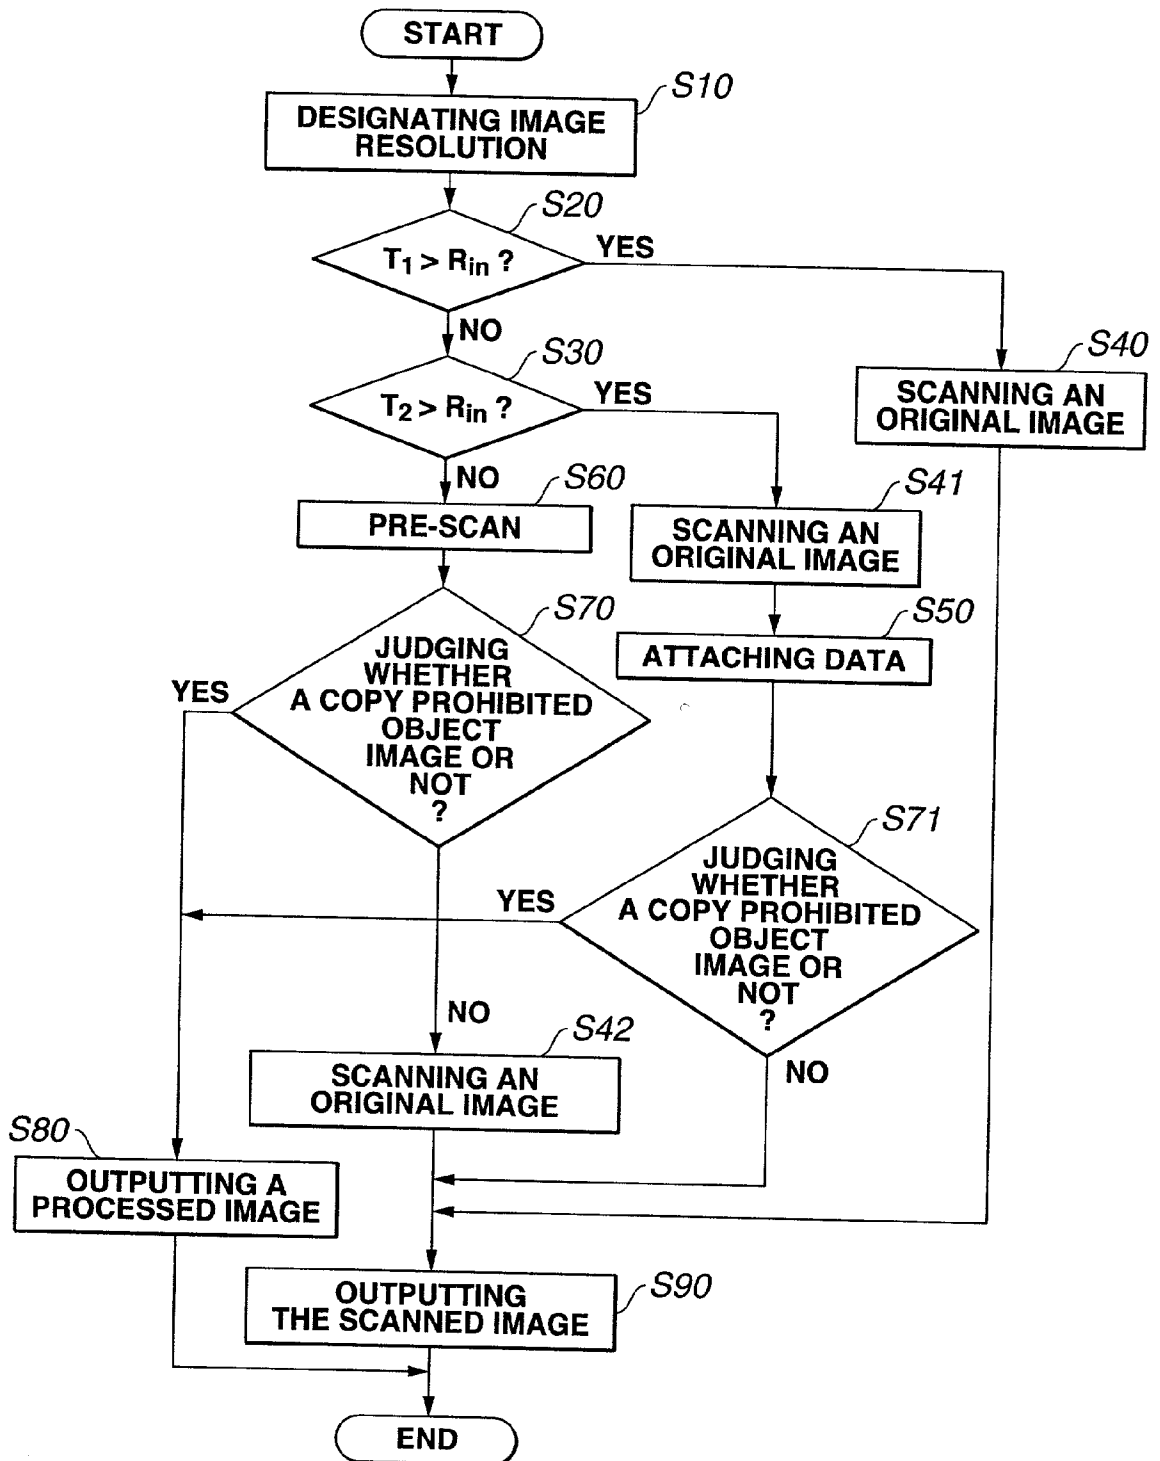 START
S10
DESIGNATING IMAGE
RESOLUTION
S20
T1 > Rin ?
YES
NO
S30
T2 > Rin ?
YES
NO
S40
SCANNING AN
ORIGINAL IMAGE
S60
PRE-SCAN
S41
SCANNING AN
ORIGINAL IMAGE
S50
ATTACHING DATA
S70
JUDGING
WHETHER
A COPY PROHIBITED
OBJECT
IMAGE OR
NOT
?
YES
NO
S71
JUDGING
WHETHER
A COPY PROHIBITED
OBJECT
IMAGE OR
NOT
?
YES
NO
S42
SCANNING AN
ORIGINAL IMAGE
S80
OUTPUTTING A
PROCESSED IMAGE
S90
OUTPUTTING
THE SCANNED IMAGE
END